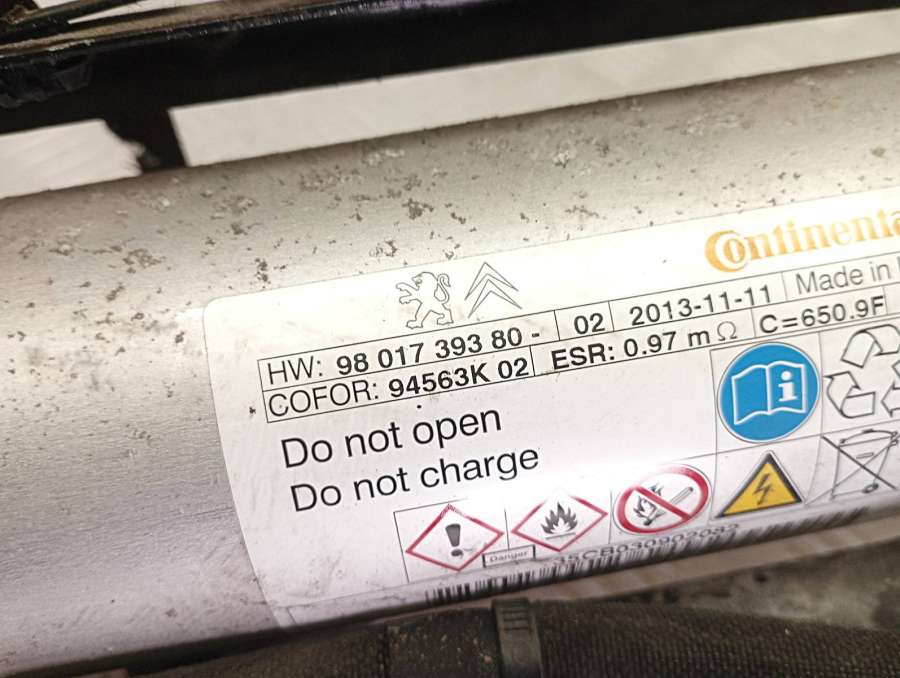 Continenta
HW: 98 017 393 80 - 02 2013-11-11 Made in
COFOR: 94563K 02 ESR: 0.97 m Ω C=650.9F
Do not open
Do not charge
Danger